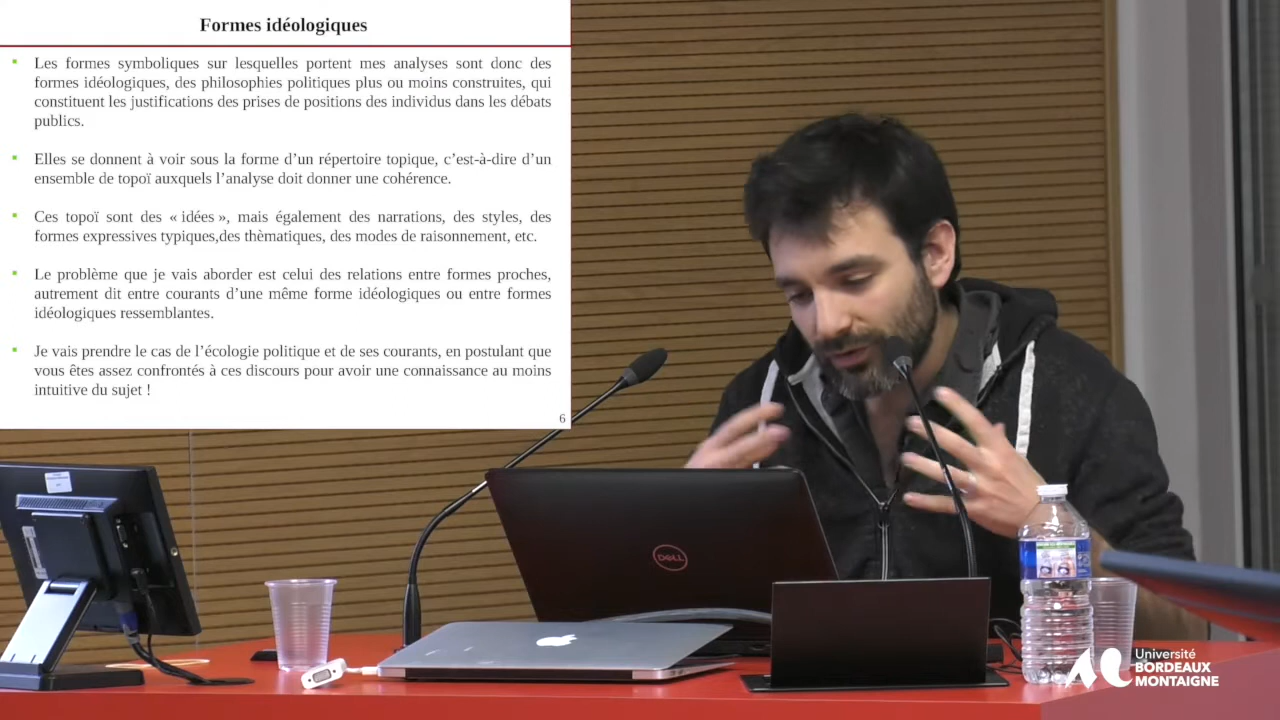 Formes idéologiques
Les formes symboliques sur lesquelles portent mes analyses sont donc des
formes idéologiques, des philosophies politiques plus ou moins construites, qui
constituent les justifications des prises de positions des individus dans les débats
publics.
Elles se donnent à voir sous la forme d’un répertoire topique, c’est-à-dire d’un
ensemble de topoï auxquels l’analyse doit donner une cohérence.
Ces topoï sont des « idées », mais également des narrations, des styles, des
formes expressives typiques,des thèmatiques, des modes de raisonnement, etc.
Le problème que je vais aborder est celui des relations entre formes proches,
autrement dit entre courants d’une même forme idéologiques ou entre formes
idéologiques ressemblantes.
Je vais prendre le cas de l’écologie politique et de ses courants, en postulant que
vous êtes assez confrontés à ces discours pour avoir une connaissance au moins
intuitive du sujet !
6
DELL
Université
BORDEAUX
MONTAIGNE